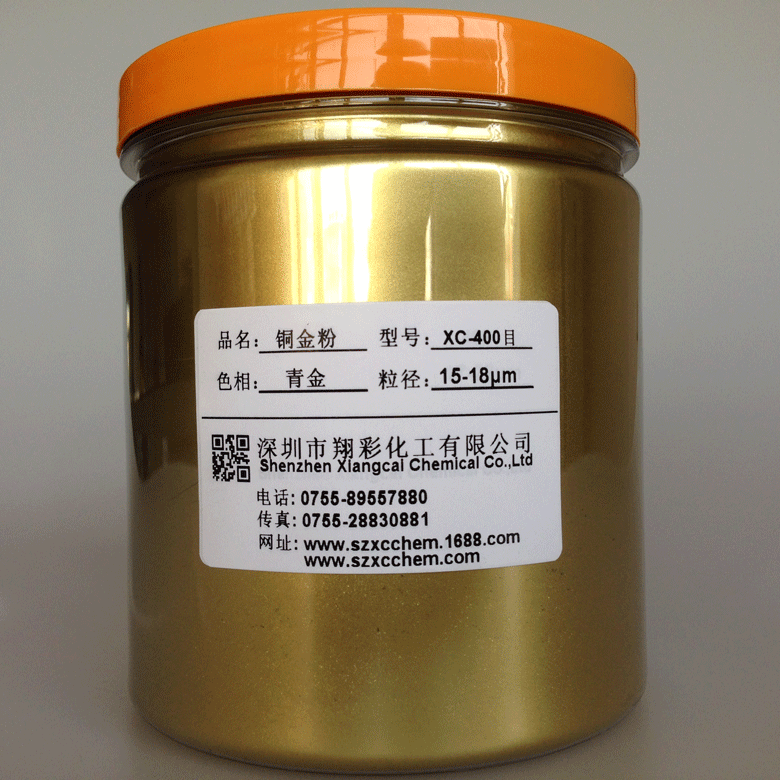 品名: 铜金粉 型号: XC-400目
色相: 青金 粒径: 15-18μm
深圳市翔彩化工有限公司
Shenzhen Xiangcai Chemical Co.,Ltd
电话: 0755-89557880
传真: 0755-28830881
网址: www.szxcchem.1688.com
www.szxcchem.com